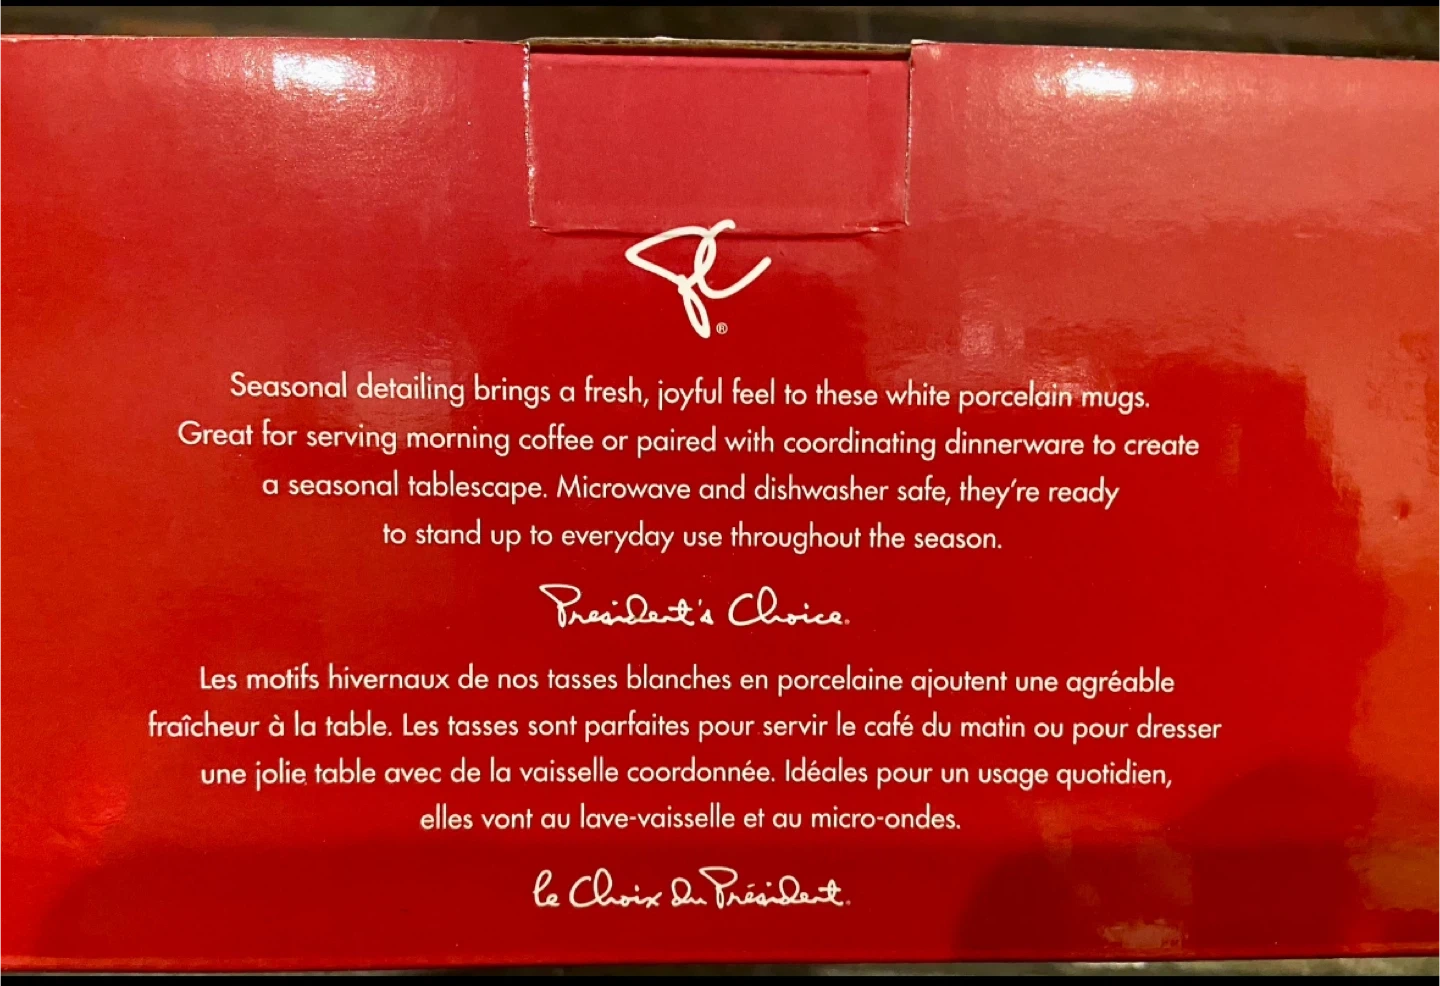 PC®
Seasonal detailing brings a fresh, joyful feel to these white porcelain mugs.
Great for serving morning coffee or paired with coordinating dinnerware to create
a seasonal tablescape. Microwave and dishwasher safe, they're ready
to stand up to everyday use throughout the season.
President's Choice®
Les motifs hivernaux de nos tasses blanches en porcelaine ajoutent une agréable
fraîcheur à la table. Les tasses sont parfaites pour servir le café du matin ou pour dresser
une jolie table avec de la vaisselle coordonnée. Idéales pour un usage quotidien,
elles vont au lave-vaisselle et au micro-ondes.
le Choix du Président®